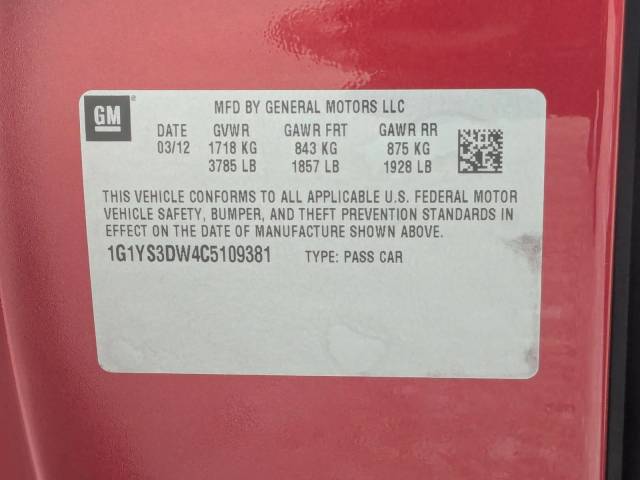 GM®
MFD BY GENERAL MOTORS LLC
DATE GVWR GAWR FRT GAWR RR
03/12 1718 KG 843 KG 875 KG
3785 LB 1857 LB 1928 LB
THIS VEHICLE CONFORMS TO ALL APPLICABLE U.S. FEDERAL MOTOR
VEHICLE SAFETY, BUMPER, AND THEFT PREVENTION STANDARDS IN
EFFECT ON THE DATE OF MANUFACTURE SHOWN ABOVE.
1G1YS3DW4C5109381 TYPE: PASS CAR